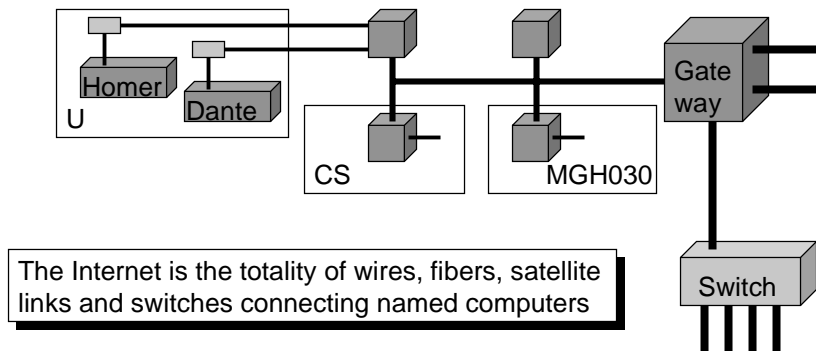 Homer
Dante
U
Gate
way
CS
MGH030
The Internet is the totality of wires, fibers, satellite
links and switches connecting named computers
Switch